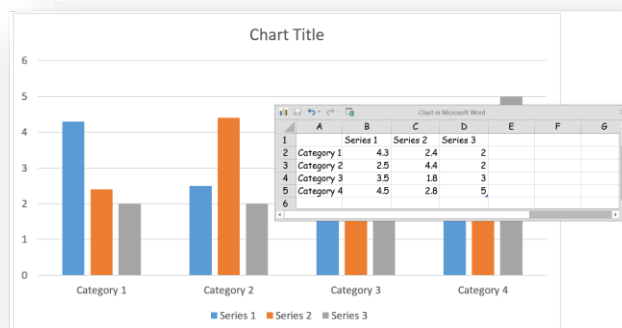 Chart Title
6
5
4
3
2
1
0
Category 1 Category 2 Category 3 Category 4
Series 1 Series 2 Series 3
Chart in Microsoft Word
A B C D E F G
1 Series 1 Series 2 Series 3
2 Category 1 4.3 2.4 2
3 Category 2 2.5 4.4 2
4 Category 3 3.5 1.8 3
5 Category 4 4.5 2.8 5
6